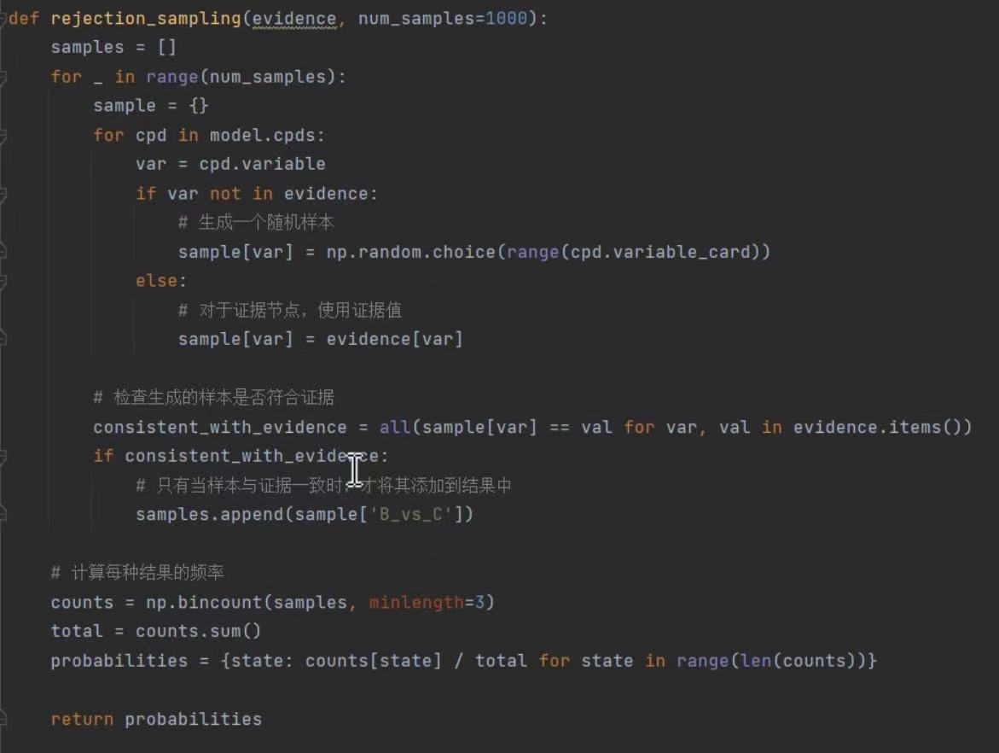 def rejection_sampling(evidence, num_samples=1000):
    samples = []
    for _ in range(num_samples):
        sample = {}
        for cpd in model.cpds:
            var = cpd.variable
            if var not in evidence:
                # 生成一个随机样本
                sample[var] = np.random.choice(range(cpd.variable_card))
            else:
                # 对于证据节点，使用证据值
                sample[var] = evidence[var]
        # 检查生成的样本是否符合证据
        consistent_with_evidence = all(sample[var] == val for var, val in evidence.items())
        if consistent_with_evidence:
            # 只有当样本与证据一致时，才将其添加到结果中
            samples.append(sample['B_vs_C'])
    # 计算每种结果的频率
    counts = np.bincount(samples, minlength=3)
    total = counts.sum()
    probabilities = {state: counts[state] / total for state in range(len(counts))}
    return probabilities